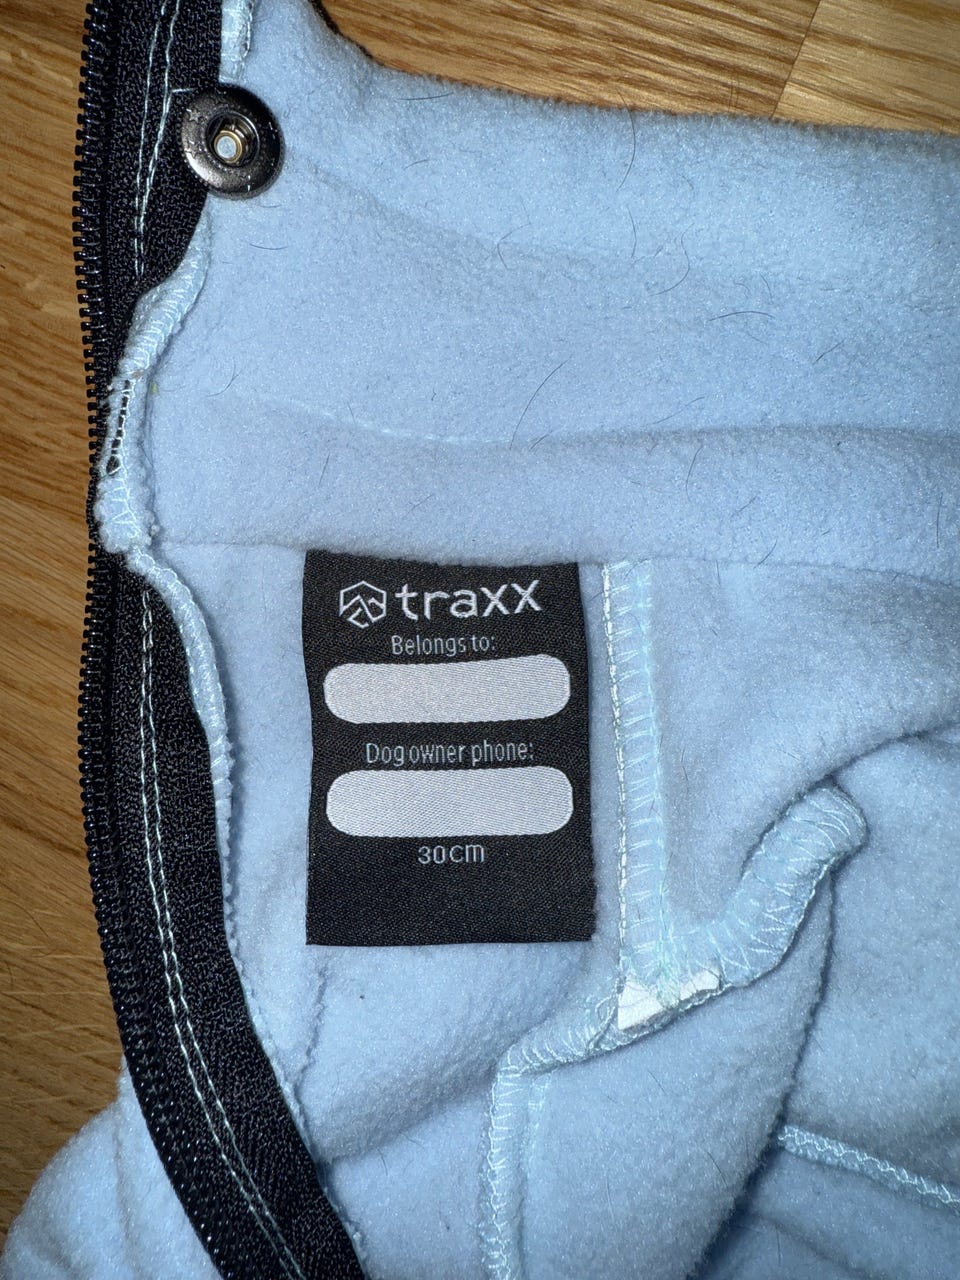 traxx
Belongs to:
Dog owner phone:
30cm